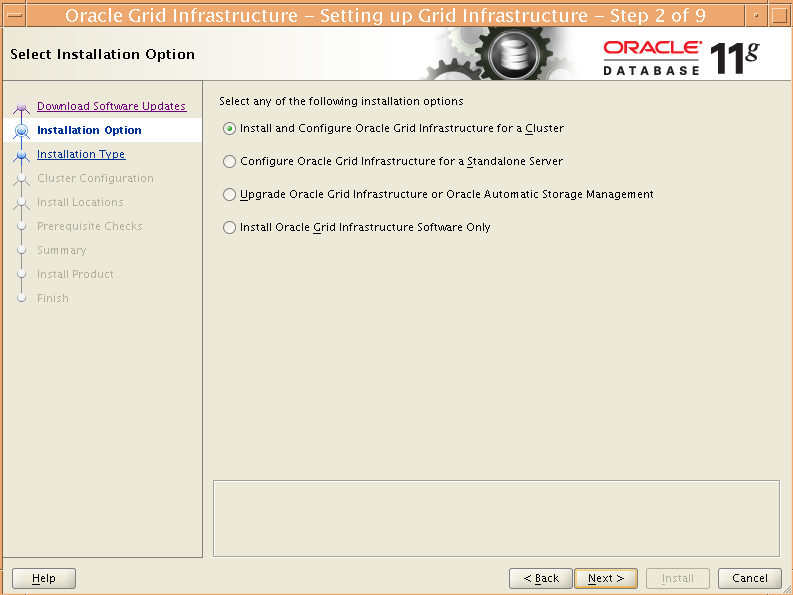 Oracle Grid Infrastructure – Setting up Grid Infrastructure – Step 2 of 9
Select Installation Option
ORACLE
DATABASE
11g
Download Software Updates
Installation Option
Installation Type
Cluster Configuration
Install Locations
Prerequisite Checks
Summary
Install Product
Finish
Select any of the following installation options
Install and Configure Oracle Grid Infrastructure for a Cluster
Configure Oracle Grid Infrastructure for a Standalone Server
Upgrade Oracle Grid Infrastructure or Oracle Automatic Storage Management
Install Oracle Grid Infrastructure Software Only
Help
< Back
Next >
Install
Cancel